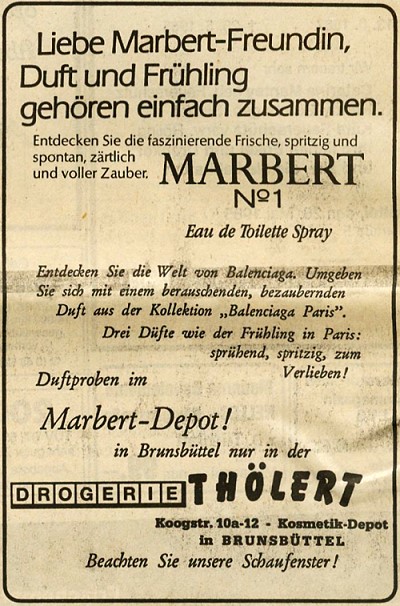 Liebe Marbert-Freundin,
Duft und Frühling
gehören einfach zusammen.
Entdecken Sie die faszinierende Frische, spritzig und
spontan, zärtlich
und voller Zauber. MARBERT
Nº1
Eau de Toilette Spray
Entdecken Sie die Welt von Balenciaga. Umgeben
Sie sich mit einem berauschenden, bezaubernden
Duft aus der Kollektion „Balenciaga Paris”.
Drei Düfte wie der Frühling in Paris:
sprühend, spritzig, zum
Verlieben!
Duftproben im
Marbert-Depot!
in Brunsbüttel nur in der
DROGERIE THÖLERT
Koogstr. 10a-12 - Kosmetik-Depot
in BRUNSBÜTTEL
Beachten Sie unsere Schaufenster!